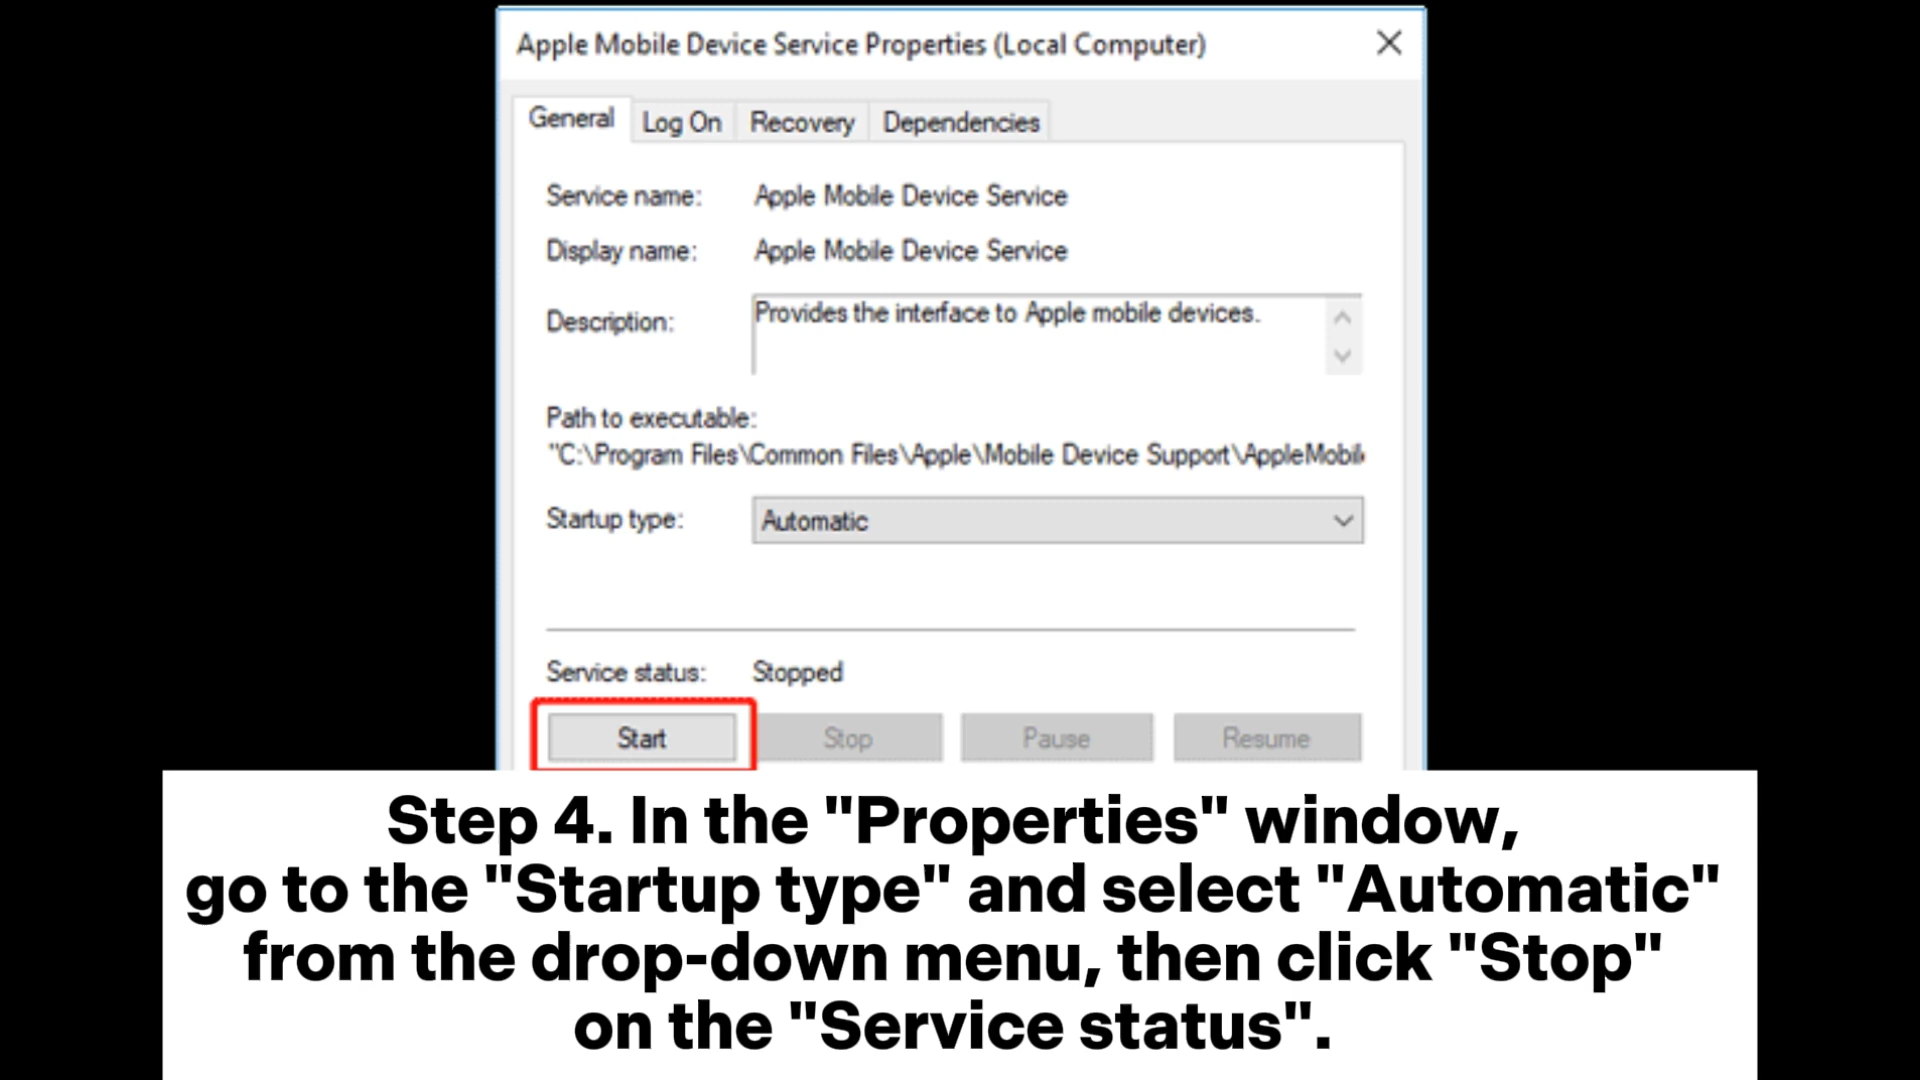 Apple Mobile Device Service Properties (Local Computer)
General Log On Recovery Dependencies
Service name: Apple Mobile Device Service
Display name: Apple Mobile Device Service
Description: Provides the interface to Apple mobile devices.
Path to executable:
"C:\Program Files\Common Files\Apple\Mobile Device Support\AppleMobil
Startup type: Automatic
Service status: Stopped
Start Stop Pause Resume
Step 4. In the "Properties" window,
go to the "Startup type" and select "Automatic"
from the drop-down menu, then click "Stop"
on the "Service status".